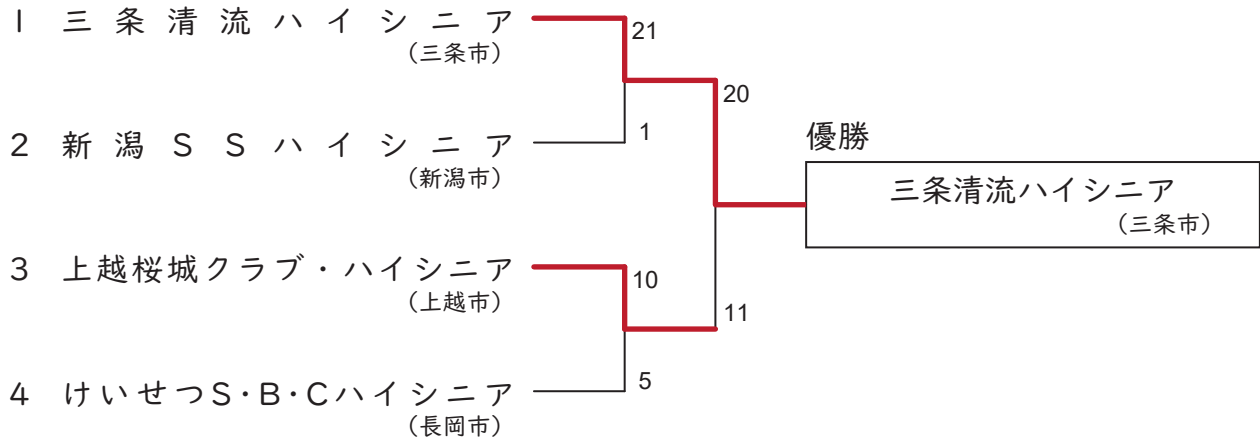 1 三条清流ハイシニア
（三条市）
21
20
2 新潟SSハイシニア
（新潟市）
1
優勝
三条清流ハイシニア
（三条市）
3 上越桜城クラブ・ハイシニア
（上越市）
10
11
4 けいせつS・B・Cハイシニア
（長岡市）
5